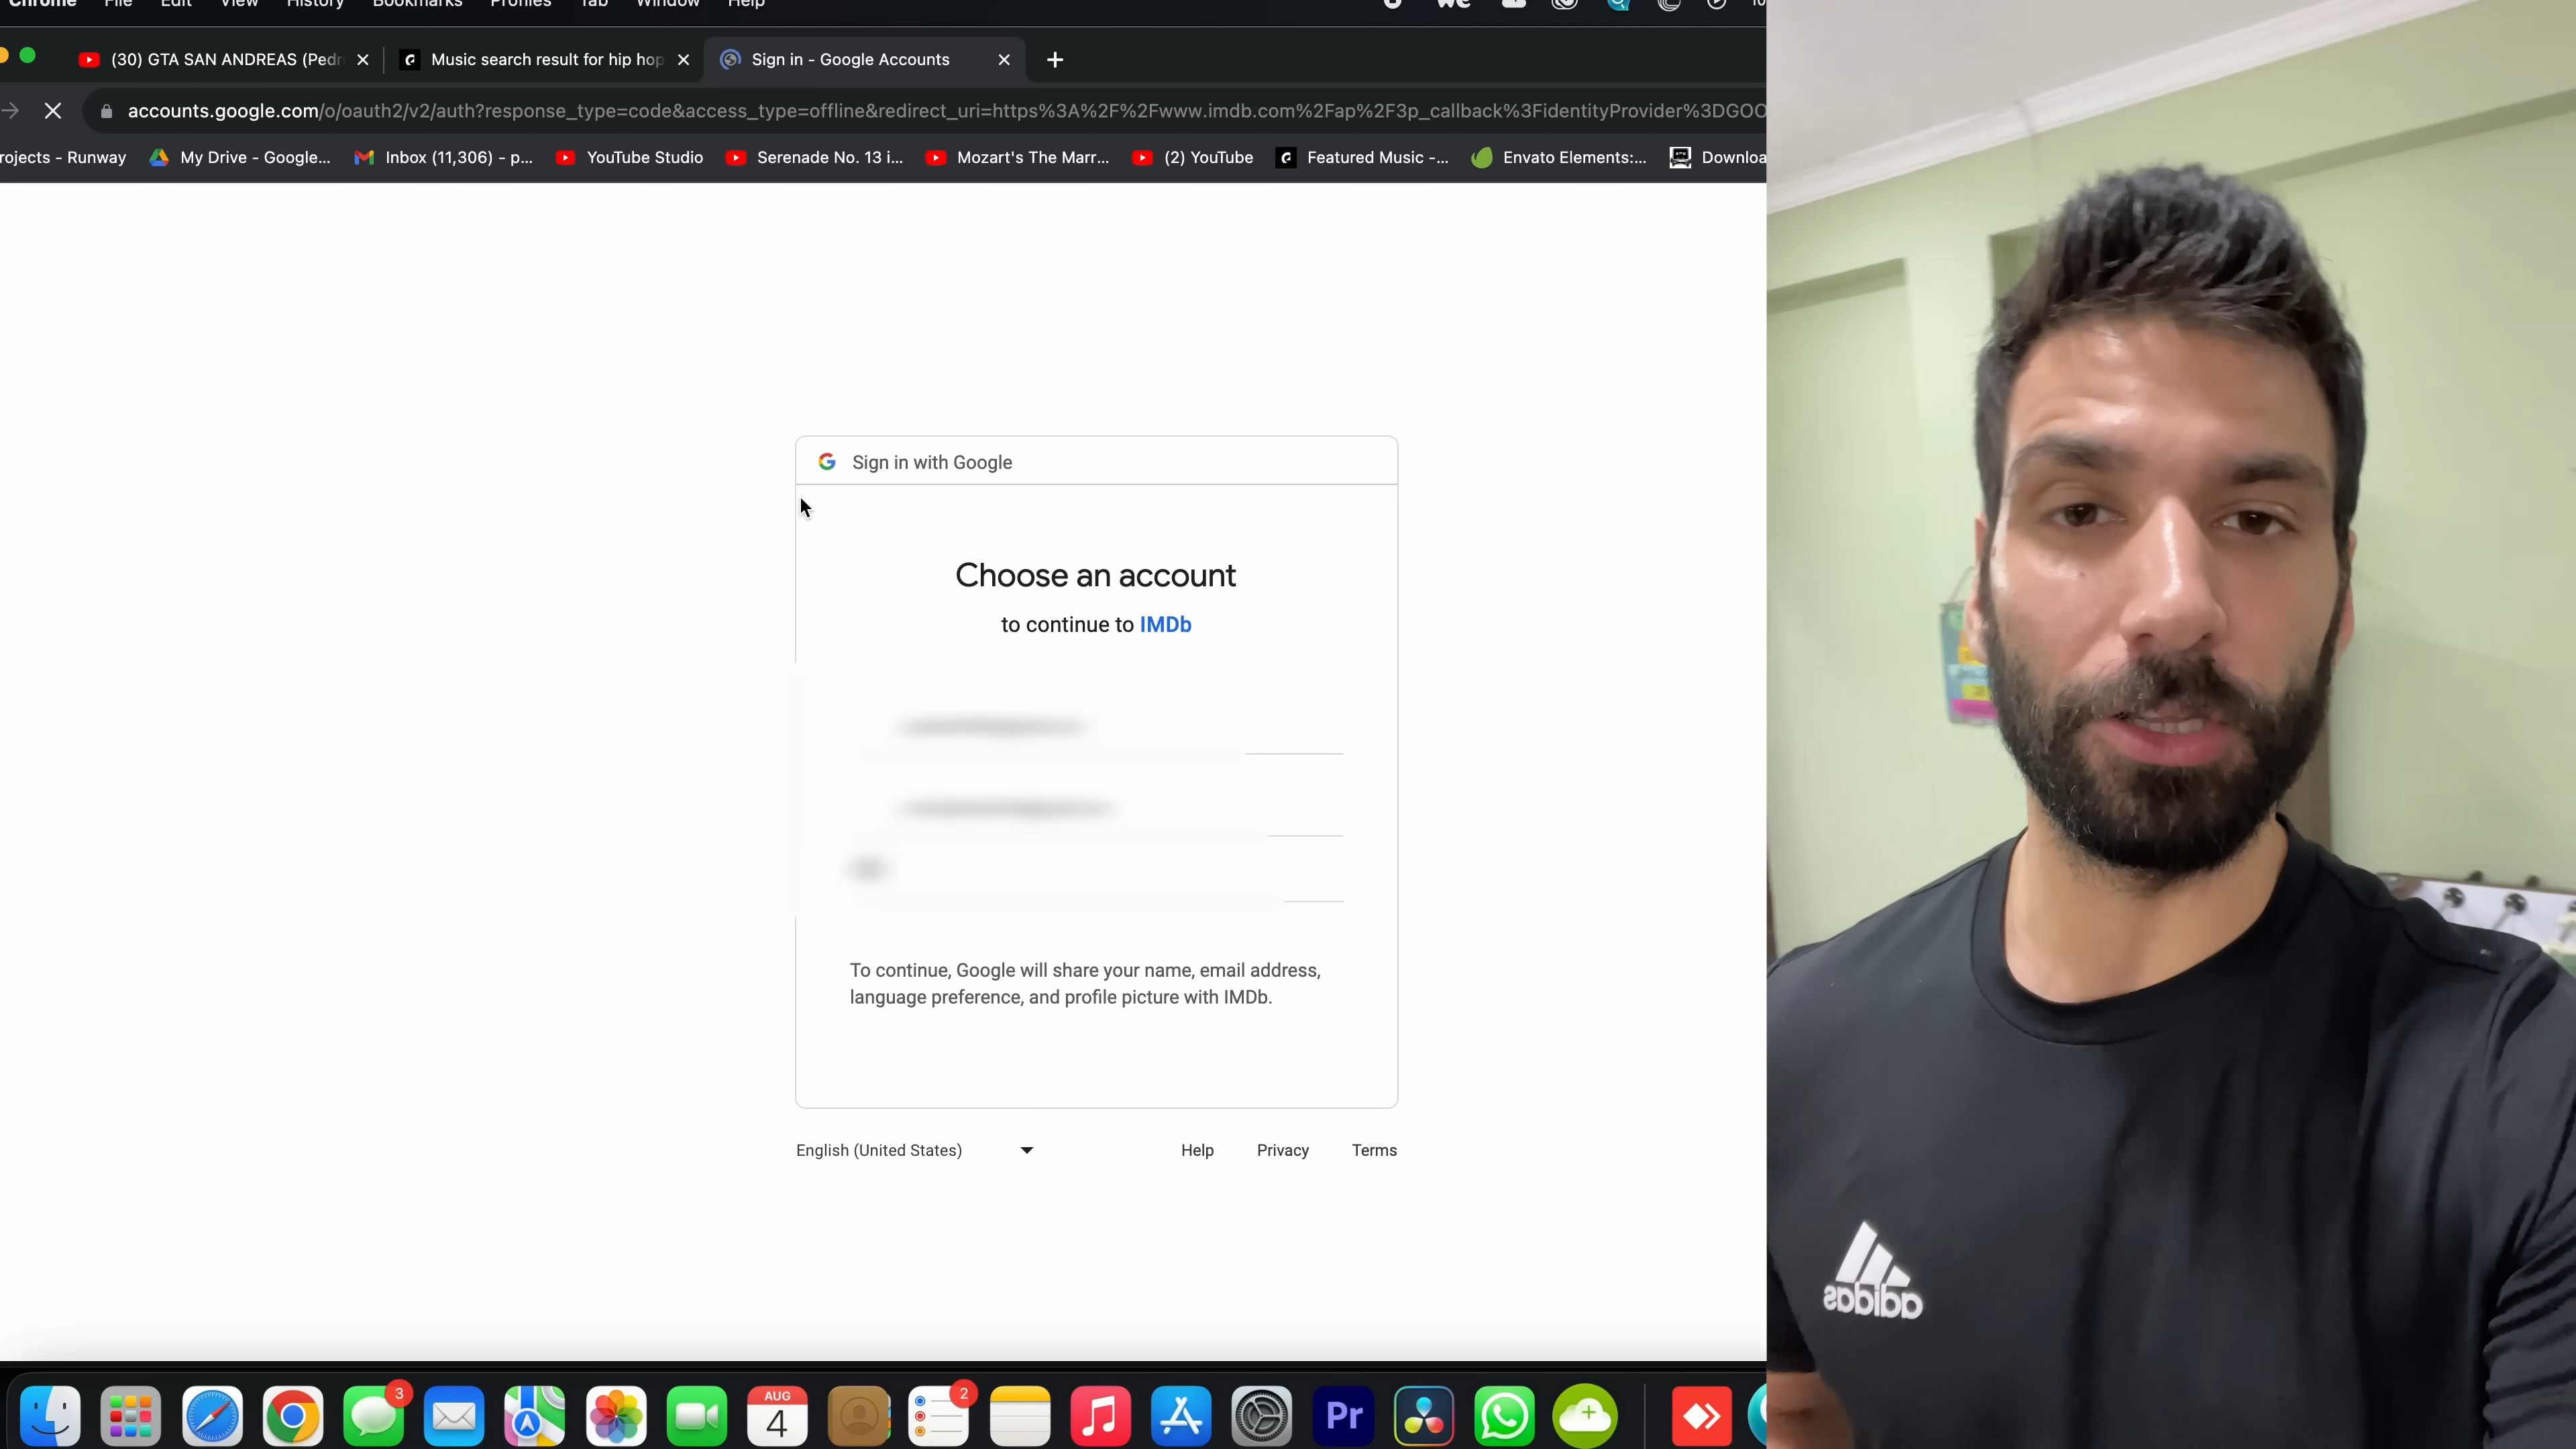 Chrome File Edit View History Bookmarks Profiles Tab Window Help
(30) GTA SAN ANDREAS (Pedr
Music search result for hip hop
Sign in - Google Accounts
accounts.google.com/o/oauth2/v2/auth?response_type=code&access_type=offline&redirect_uri=https%3A%2F%2Fwww.imdb.com%2Fap%2F3p_callback%3FidentityProvider%3DGOO
rojects - Runway
My Drive - Google...
Inbox (11,306) - p...
YouTube Studio
Serenade No. 13 i...
Mozart's The Marr...
(2) YouTube
Featured Music -...
Envato Elements:...
Downloa
Sign in with Google
Choose an account
to continue to IMDb
To continue, Google will share your name, email address,
language preference, and profile picture with IMDb.
English (United States)
Help Privacy Terms
adidas
3
AUG
4
2
Pr